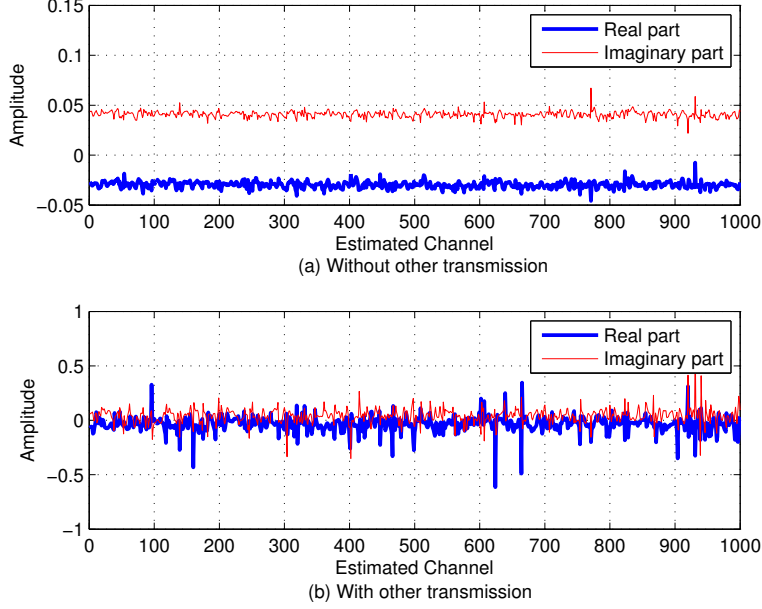 0.15
0.1
0.05
0
−0.05
Amplitude
Real part
Imaginary part
0 100 200 300 400 500 600 700 800 900 1000
Estimated Channel
(a) Without other transmission
1
0.5
0
−0.5
−1
Amplitude
Real part
Imaginary part
0 100 200 300 400 500 600 700 800 900 1000
Estimated Channel
(b) With other transmission